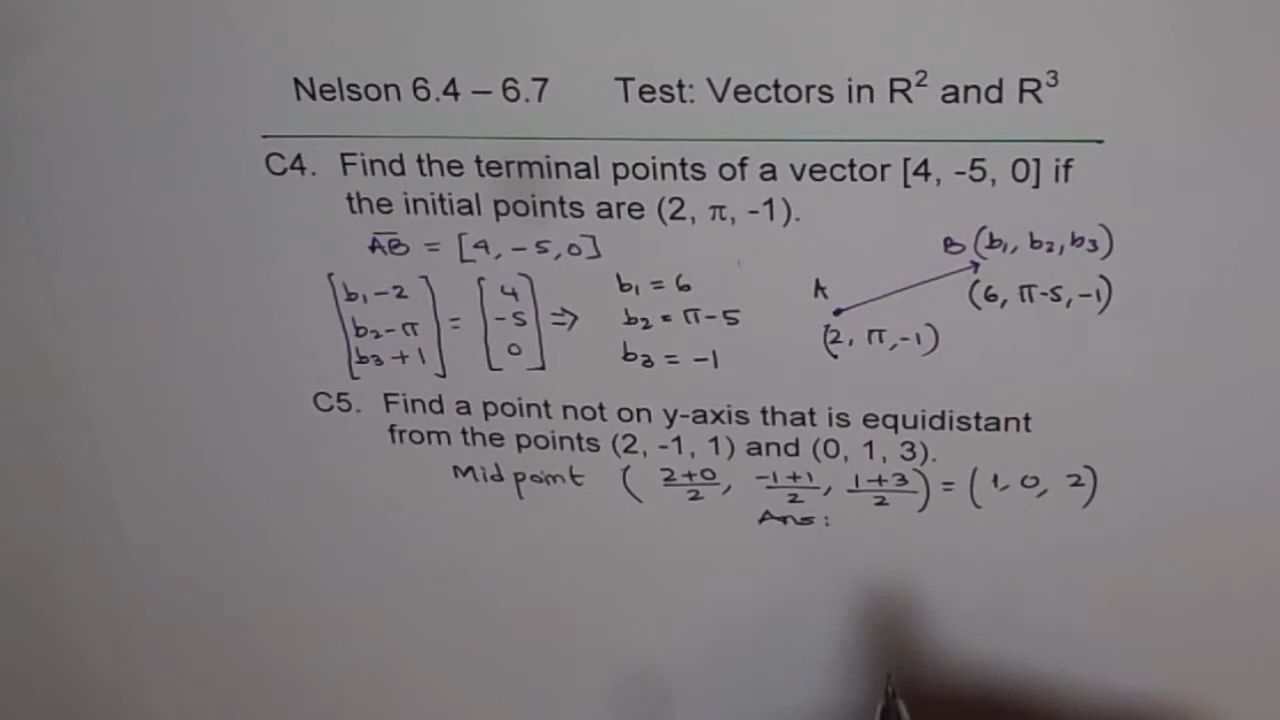 Nelson 6.4 – 6.7 Test: Vectors in R² and R³
C4. Find the terminal points of a vector [4, -5, 0] if
the initial points are (2, π, -1).
AB = [4, -5, 0]
B (b₁, b₂, b₃)
[b₁ - 2] = [4] ⇒ b₁ = 6
[b₂ - π] [-5] b₂ = π - 5
[b₃ + 1] [0] b₃ = -1
A
(6, π-5, -1)
(2, π, -1)
C5. Find a point not on y-axis that is equidistant
from the points (2, -1, 1) and (0, 1, 3).
Midpoint ( 2+0/2, -1+1/2, 1+3/2 ) = (1, 0, 2)
Ans: